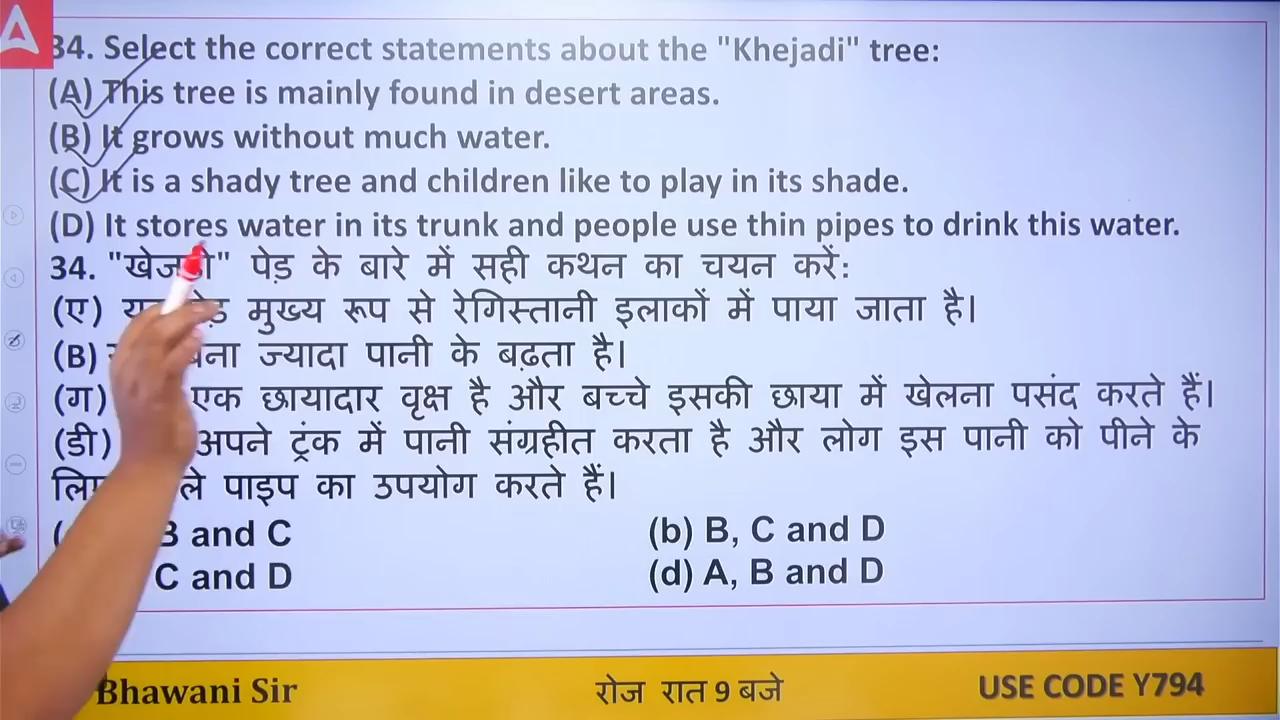 34. Select the correct statements about the "Khejadi" tree:
(A) This tree is mainly found in desert areas.
(B) It grows without much water.
(C) It is a shady tree and children like to play in its shade.
(D) It stores water in its trunk and people use thin pipes to drink this water.
34. पेड़ के बारे में सही कथन का चयन करें:
(ए) मुख्य रूप से रेगिस्तानी इलाकों में पाया जाता है।
(B) ज्यादा पानी के बढ़ता है।
(ग) एक छायादार वृक्ष है और बच्चे इसकी छाया में खेलना पसंद करते हैं।
(डी) अपने ट्रंक में पानी संग्रहीत करता है और लोग इस पानी को पीने के
पाइप का उपयोग करते हैं।
B and C (b) B, C and D
C and D (d) A, B and D
Bhawani Sir रोज रात 9 बजे USE CODE Y794